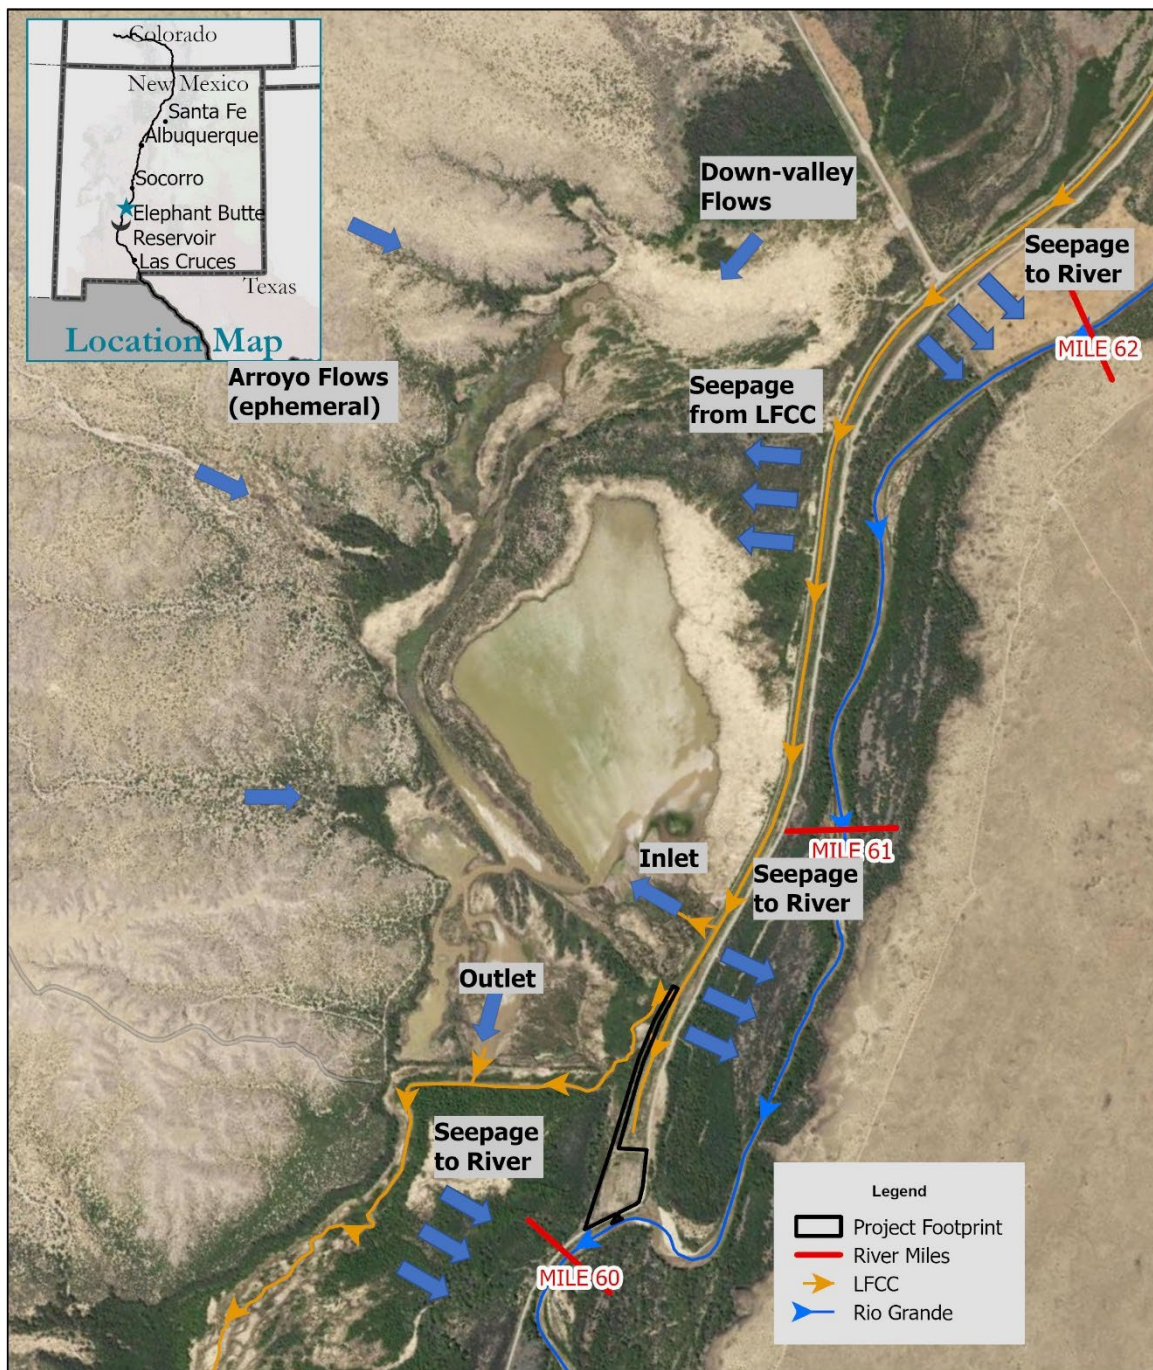 Colorado
New Mexico
Santa Fe
Albuquerque
Socorro
Elephant Butte
Reservoir
Las Cruces
Texas
Location Map
Down-valley
Flows
Seepage
to River
MILE 62
Arroyo Flows
(ephemeral)
Seepage
from LFCC
Inlet
MILE 61
Seepage
to River
Outlet
Seepage
to River
MILE 60
Legend
Project Footprint
River Miles
LFCC
Rio Grande